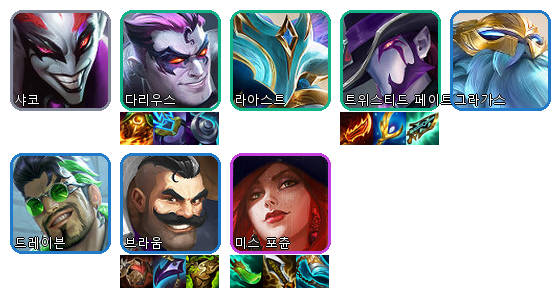 샤코
다리우스
라아스트
트위스티드 페이트
그라가스
드레이븐
브라움
미스 포츈